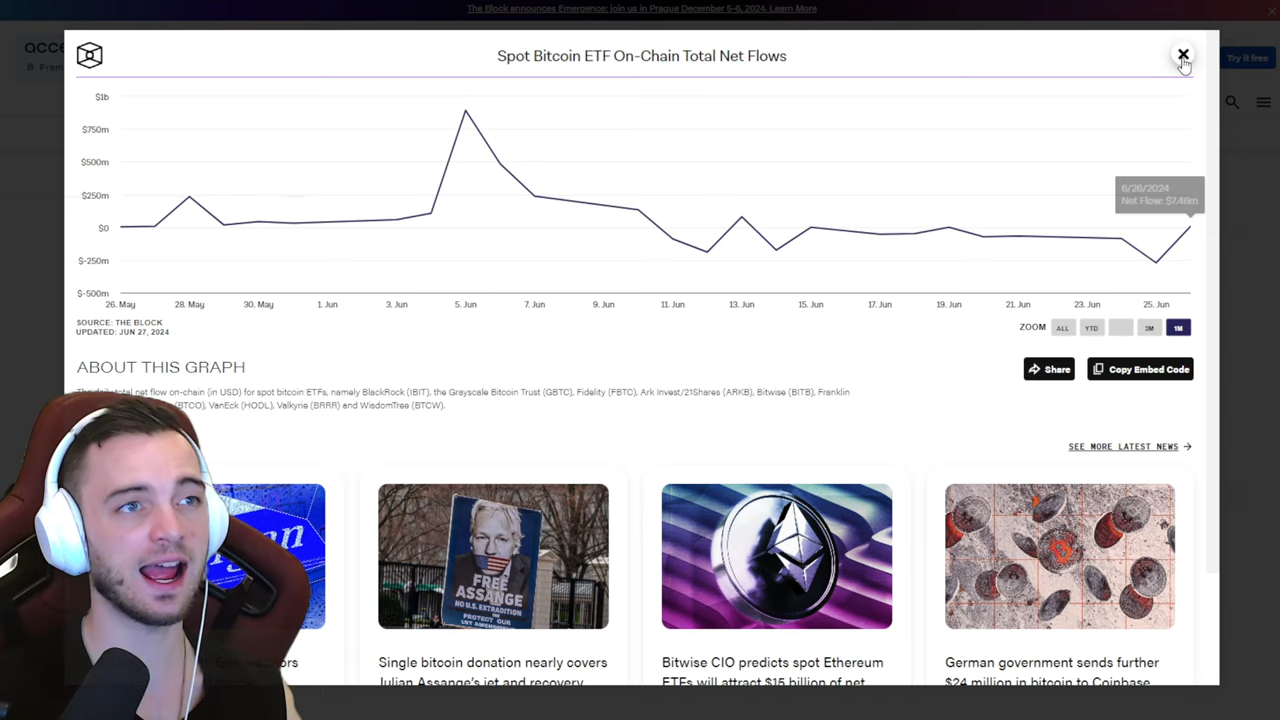 The Block announces Emergence: join us in Prague December 5-6, 2024. Learn More
acce
Prem
Try it free
Spot Bitcoin ETF On-Chain Total Net Flows
$1b
$750m
$500m
$250m
$0
$-250m
$-500m
6/26/2024
Net Flow: $7.46m
26. May 28. May 30. May 1. Jun 3. Jun 5. Jun 7. Jun 9. Jun 11. Jun 13. Jun 15. Jun 17. Jun 19. Jun 21. Jun 23. Jun 25. Jun
SOURCE: THE BLOCK
UPDATED: JUN 27, 2024
ZOOM ALL YTD 3M 1M
ABOUT THIS GRAPH
Share
Copy Embed Code
total net flow on-chain (in USD) for spot bitcoin ETFs, namely BlackRock (IBIT), the Grayscale Bitcoin Trust (GBTC), Fidelity (FBTC), Ark Invest/21Shares (ARKB), Bitwise (BITB), Franklin
(BTCO), VanEck (HODL), Valkyrie (BRRR) and WisdomTree (BTCW).
SEE MORE LATEST NEWS
FREE
ASSANGE
NO U.S. EXTRADITION
PROTECT OUR
1ST AMENDMENT
Single bitcoin donation nearly covers
Julian Assange's jet and recovery
Bitwise CIO predicts spot Ethereum
ETFs will attract $15 billion of net
German government sends further
$24 million in bitcoin to Coinbase